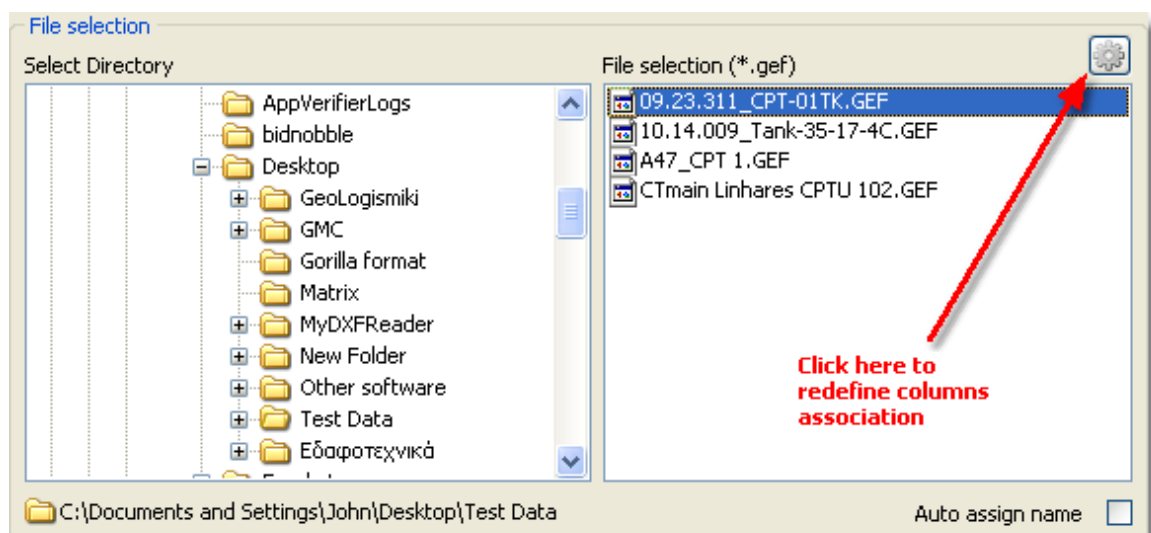 File selection
Select Directory
AppVerifierLogs
bidnobble
Desktop
GeoLogismiki
GMC
Gorilla format
Matrix
MyDXFReader
New Folder
Other software
Test Data
Εδαφοτεχνικά
C:\Documents and Settings\John\Desktop\Test Data
File selection (*.gef)
09.23.311_CPT-01TK.GEF
10.14.009_Tank-35-17-4C.GEF
A47_CPT 1.GEF
CTmain Linhares CPTU 102.GEF
Click here to
redefine columns
association
Auto assign name